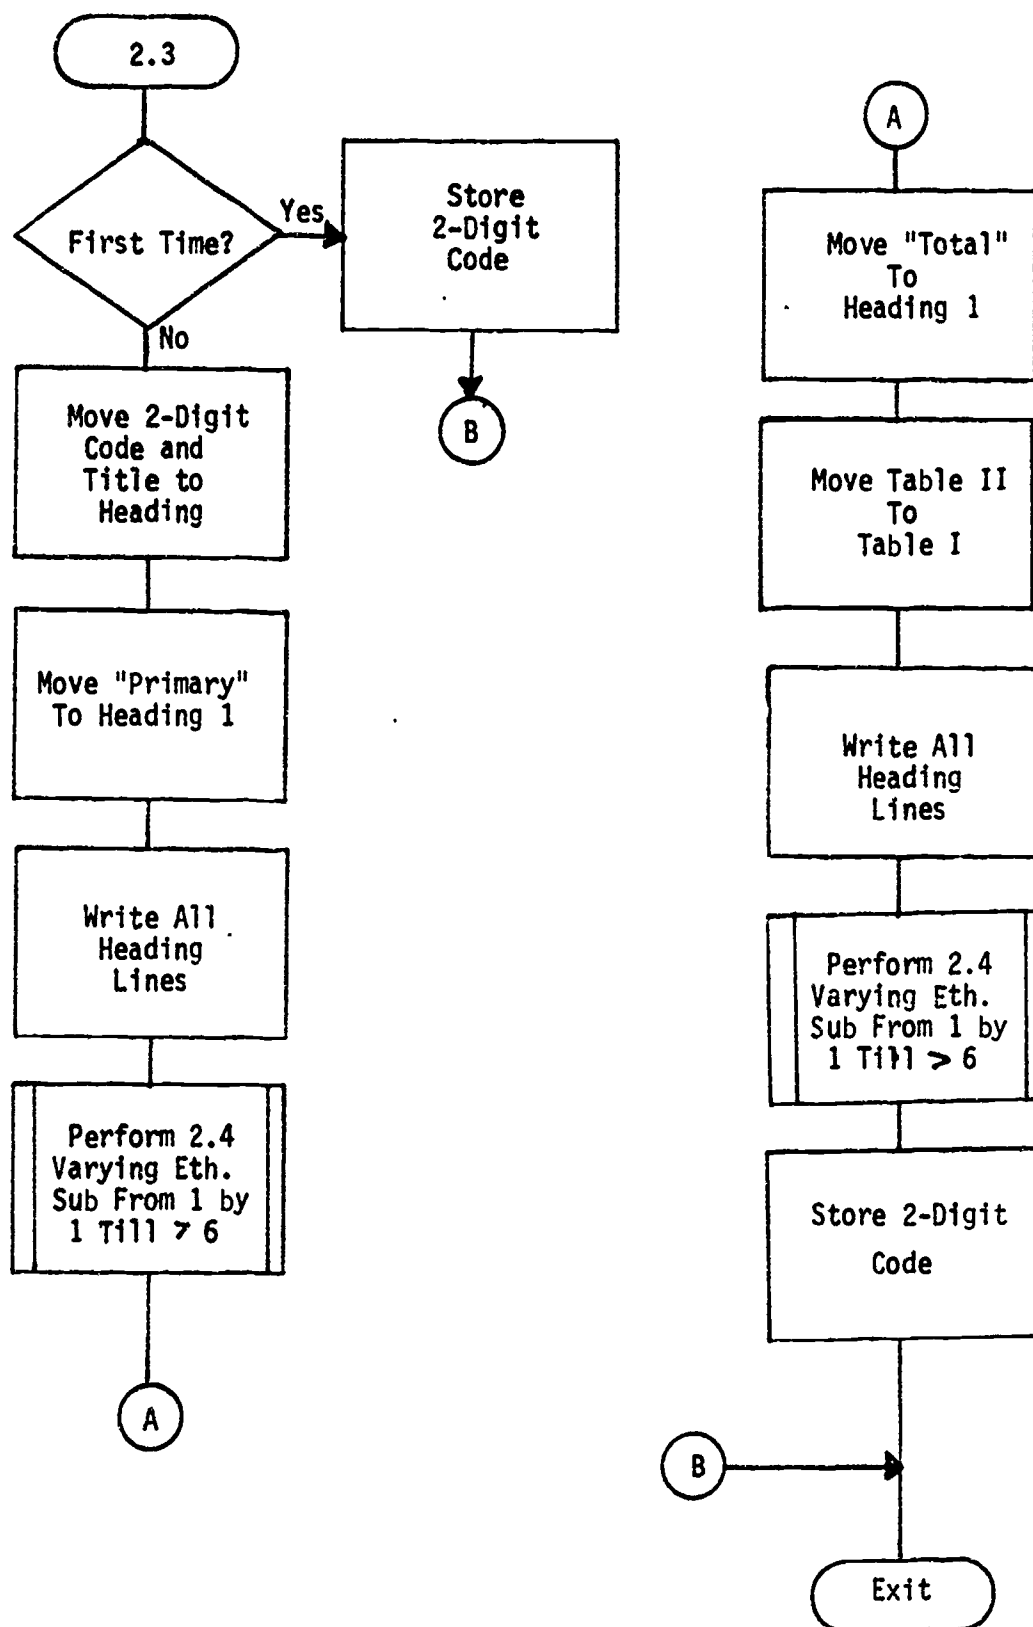 2.3
First Time?
Yes
No
Store
2-Digit
Code
B
Move 2-Digit
Code and
Title to
Heading
Move "Primary"
To Heading 1
Write All
Heading
Lines
Perform 2.4
Varying Eth.
Sub From 1 by
1 Till > 6
A
A
Move "Total"
To
Heading 1
Move Table II
To
Table I
Write All
Heading
Lines
Perform 2.4
Varying Eth.
Sub From 1 by
1 Till > 6
Store 2-Digit
Code
B
Exit